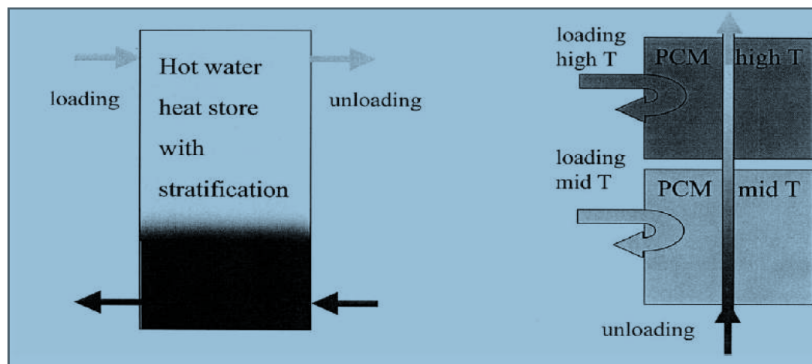 loading
Hot water
heat store
with
stratification
unloading
loading
high T
PCM high T
loading
mid T
PCM mid T
unloading